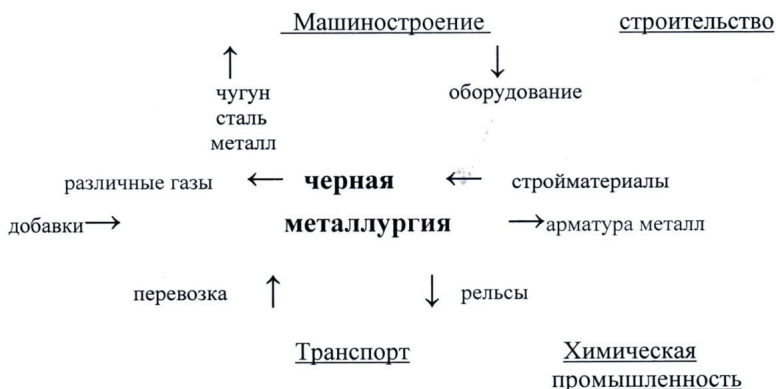 Машиностроение строительство
чугун оборудование
сталь
металл
различные газы черная стройматериалы
добавки металлургия арматура металл
перевозка рельсы
Транспорт Химическая
промышленность